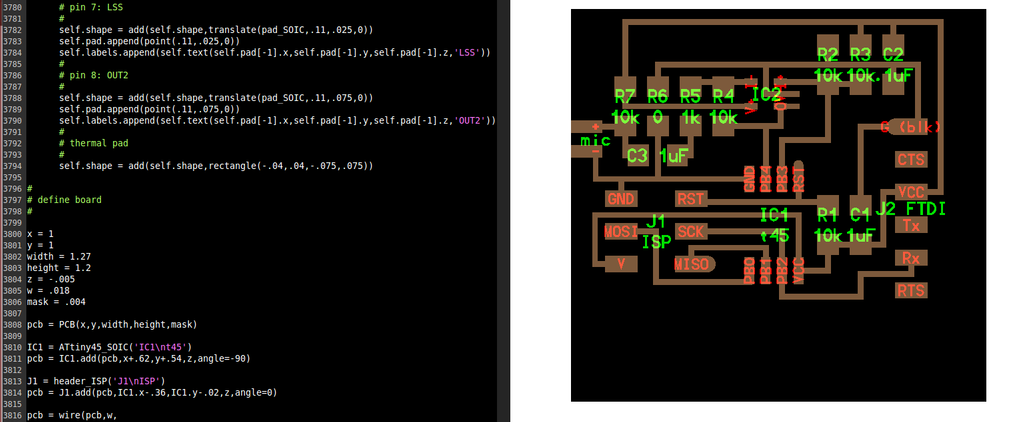 3780 # pin 7: LSS
3781 #
3782 self.shape = add(self.shape,translate(pad_SOIC,.11,.025,0))
3783 self.pad.append(point(.11,.025,0))
3784 self.labels.append(self.text(self.pad[-1].x,self.pad[-1].y,self.pad[-1].z,'LSS'))
3785 #
3786 # pin 8: OUT2
3787 #
3788 self.shape = add(self.shape,translate(pad_SOIC,.11,.075,0))
3789 self.pad.append(point(.11,.075,0))
3790 self.labels.append(self.text(self.pad[-1].x,self.pad[-1].y,self.pad[-1].z,'OUT2'))
3791 #
3792 # thermal pad
3793 #
3794 self.shape = add(self.shape,rectangle(-.04,.04,-.075,.075))
3795
3796 #
3797 # define board
3798 #
3799
3800 x = 1
3801 y = 1
3802 width = 1.27
3803 height = 1.2
3804 z = -.005
3805 w = .018
3806 mask = .004
3807
3808 pcb = PCB(x,y,width,height,mask)
3809
3810 IC1 = ATtiny45_SOIC('IC1\nt45')
3811 pcb = IC1.add(pcb,x+.62,y+.54,z,angle=-90)
3812
3813 J1 = header_ISP('J1\nISP')
3814 pcb = J1.add(pcb,IC1.x-.36,IC1.y-.02,z,angle=0)
3815
3816 pcb = wire(pcb,w,
R2 R3 C2
10k 10k .1uF
R7 R6 R5 R4 IC2
10k 0 1k 10k
+
mic
-
(blk)
C3 1uF
CTS
GND PB4 PB3 RST
VCC
GND RST
R1 C1 J2 FTDI
J1 IC1
ISP t45
MOSI SCK
10k 1uF
Tx
V MISO
PB0 PB1 PB2 VCC
Rx
RTS